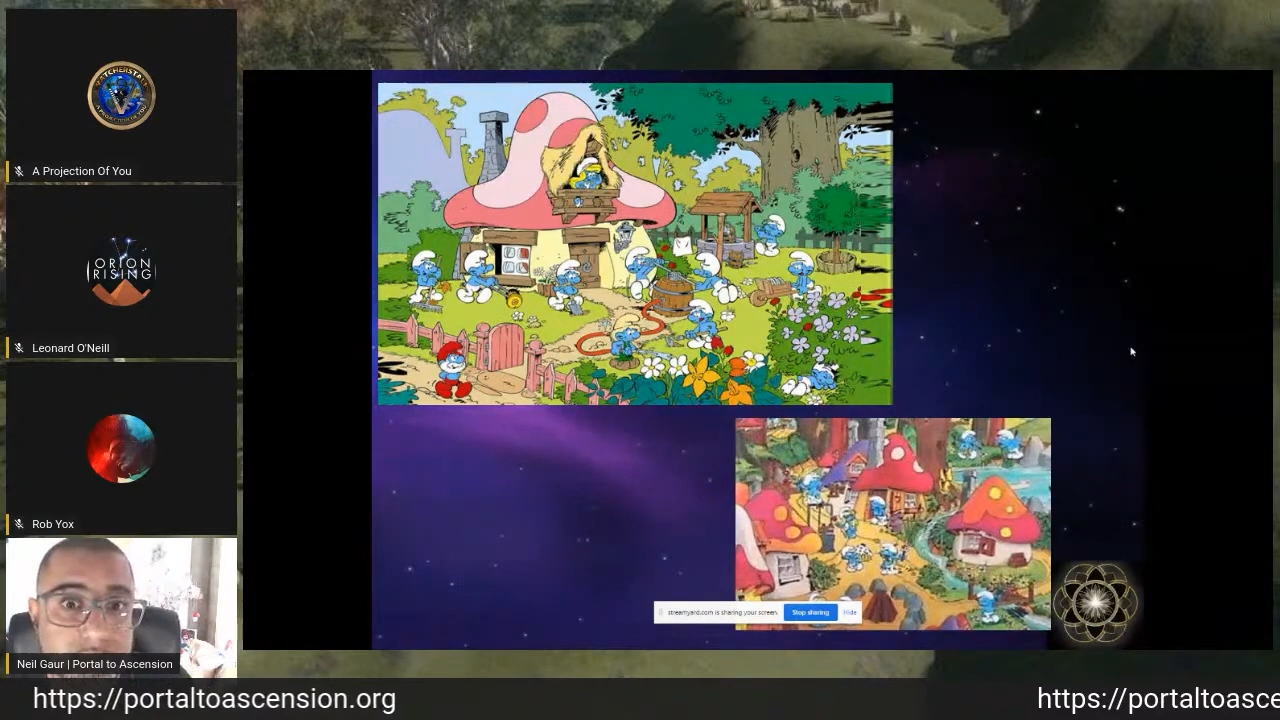 A Projection Of You
ORION
RISING
Leonard O'Neill
Rob Yox
Neil Gaur | Portal to Ascension
streamyard.com is sharing your screen.
Stop sharing
Hide
https://portaltoascension.org
https://portaltoasce